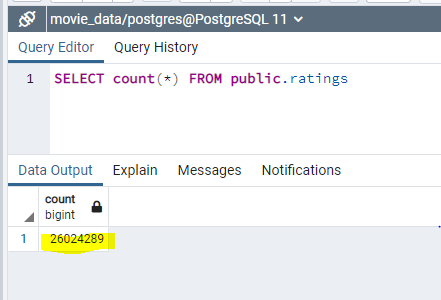 movie_data/postgres@PostgreSQL 11
Query Editor Query History
1 SELECT count(*) FROM public.ratings
Data Output Explain Messages Notifications
count
bigint
1 26024289